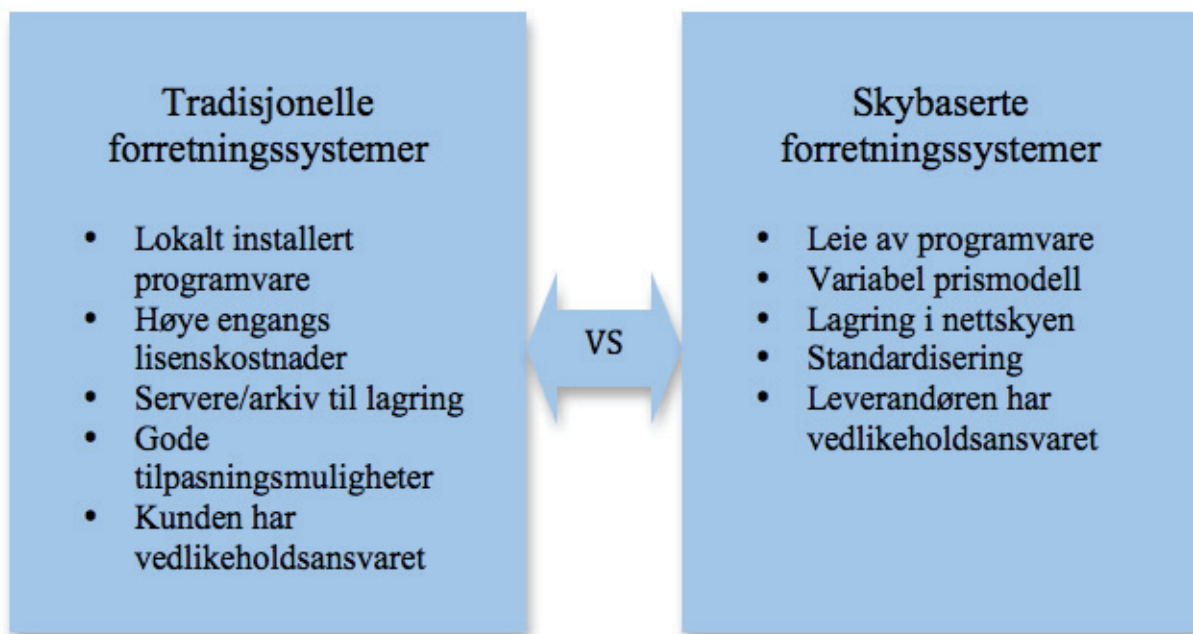 Tradisjonelle
forretningssystemer
• Lokalt installert
programvare
• Høye engangs
lisenskostnader
• Servere/arkiv til lagring
• Gode
tilpasningsmuligheter
• Kunden har
vedlikeholdsansvaret
VS
Skybaserte
forretningssystemer
• Leie av programvare
• Variabel prismodell
• Lagring i nettskyen
• Standardisering
• Leverandøren har
vedlikeholdsansvaret